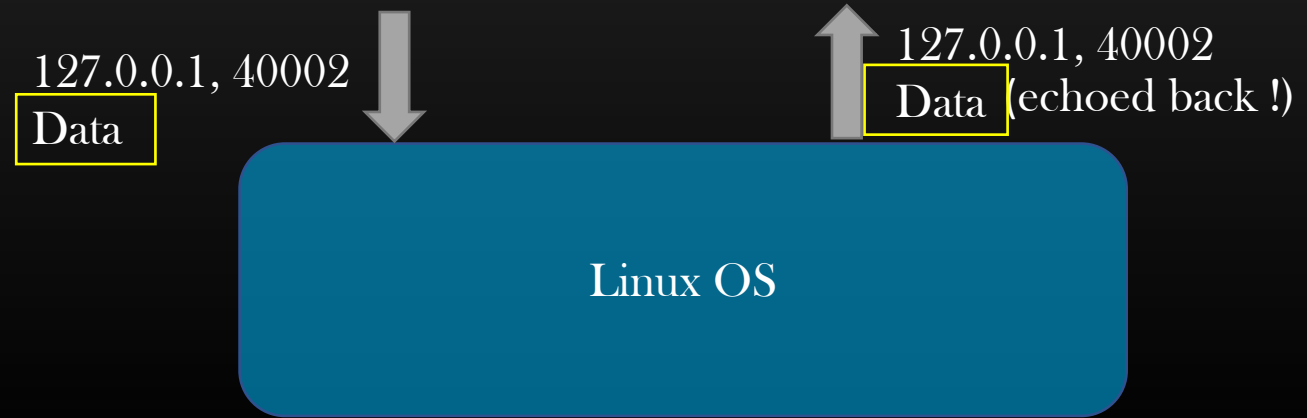 127.0.0.1, 40002
Data
127.0.0.1, 40002
Data (echoed back !)
Linux OS